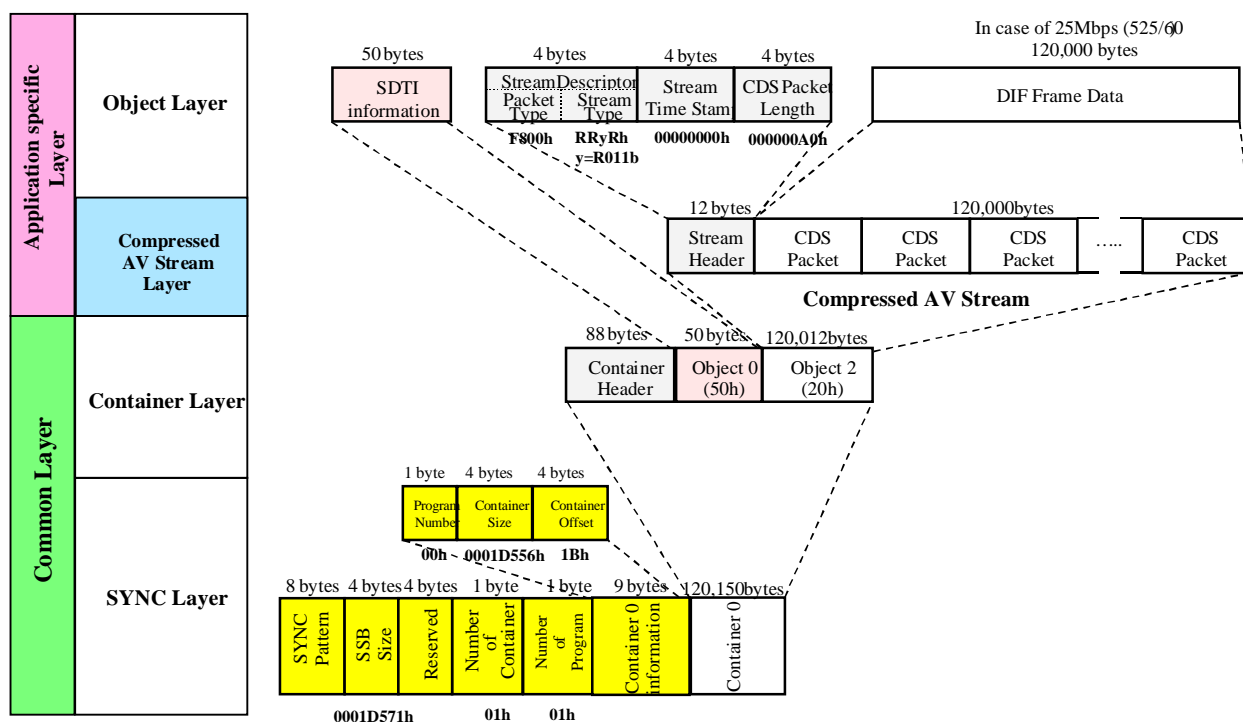 Application specific
Layer
Object Layer
Compressed
AV Stream
Layer
Common Layer
Container Layer
SYNC Layer
In case of 25Mbps (525/60
120,000 bytes
50 bytes
4 bytes
4 bytes
4 bytes
SDTI
information
Stream Descriptor
Packet
Type
Stream
Type
Stream
Time Stamp
CDS Packet
Length
DIF Frame Data
F800h
RRyRh
y=R011b
00000000h
000000A0h
12 bytes
120,000bytes
Stream
Header
CDS
Packet
CDS
Packet
CDS
Packet
.....
CDS
Packet
Compressed AV Stream
88 bytes
50 bytes
120,012bytes
Container
Header
Object 0
(50h)
Object 2
(20h)
1 byte
4 bytes
4 bytes
Program
Number
Container
Size
Container
Offset
00h
0001D556h
1Bh
8 bytes
4 bytes
4 bytes
1 byte
1 byte
9 bytes
120,150bytes
SYNC
Pattern
SSB
Size
Reserved
Number
of
Container
Number
of
Program
Container 0
information
Container 0
0001D571h
01h
01h